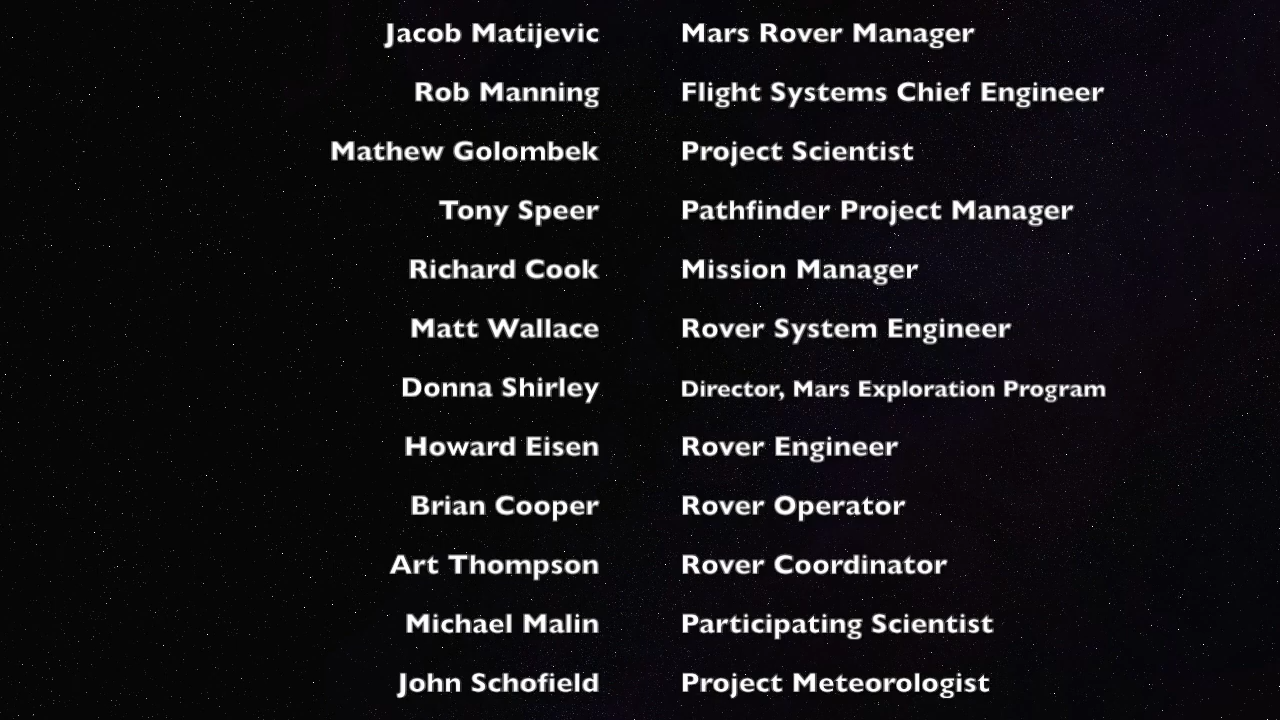 Jacob Matijevic Mars Rover Manager
Rob Manning Flight Systems Chief Engineer
Mathew Golombek Project Scientist
Tony Speer Pathfinder Project Manager
Richard Cook Mission Manager
Matt Wallace Rover System Engineer
Donna Shirley Director, Mars Exploration Program
Howard Eisen Rover Engineer
Brian Cooper Rover Operator
Art Thompson Rover Coordinator
Michael Malin Participating Scientist
John Schofield Project Meteorologist